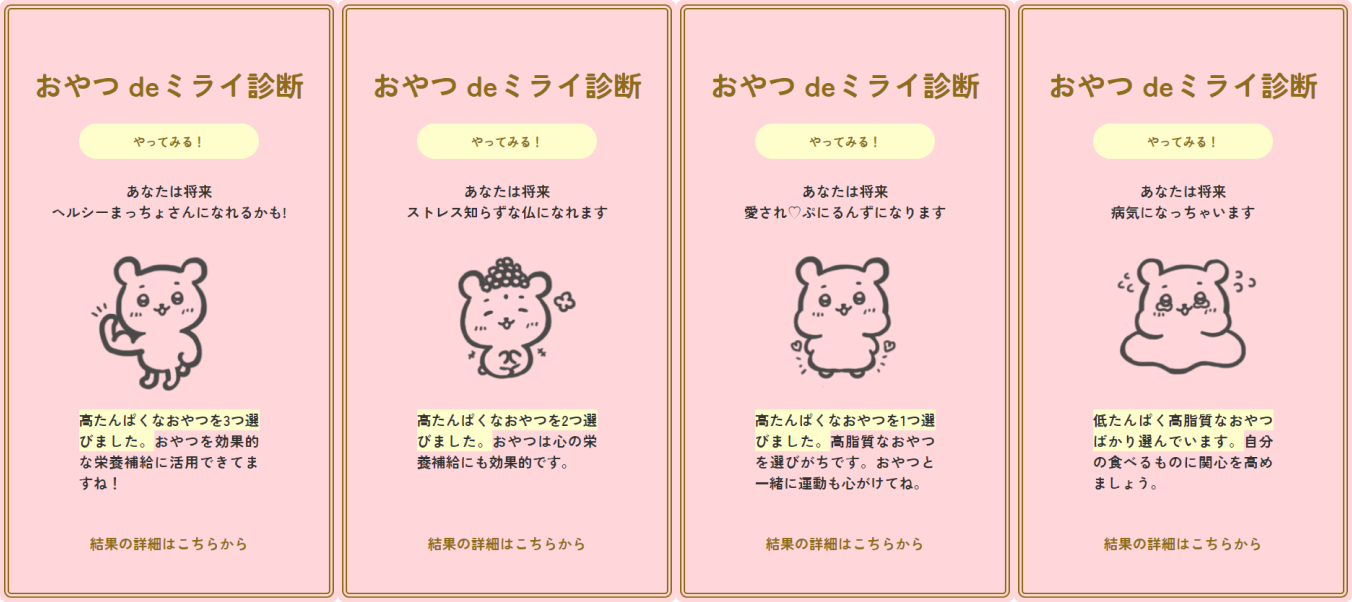 おやつ deミライ診断
やってみる！
あなたは将来
ヘルシーまっちょさんになれるかも!
高たんぱくなおやつを3つ選
びました。おやつを効果的
な栄養補給に活用できてま
すね！
結果の詳細はこちらから
おやつ deミライ診断
やってみる！
あなたは将来
ストレス知らずな仏になれます
高たんぱくなおやつを2つ選
びました。おやつは心の栄
養補給にも効果的です。
結果の詳細はこちらから
おやつ deミライ診断
やってみる！
あなたは将来
愛され♡ぷにるんずになります
高たんぱくなおやつを1つ選
びました。高脂質なおやつ
を選びがちです。おやつと
一緒に運動も心がけてね。
結果の詳細はこちらから
おやつ deミライ診断
やってみる！
あなたは将来
病気になっちゃいます
低たんぱく高脂質なおやつ
ばかり選んでいます。自分
の食べるものに関心を高め
ましょう。
結果の詳細はこちらから